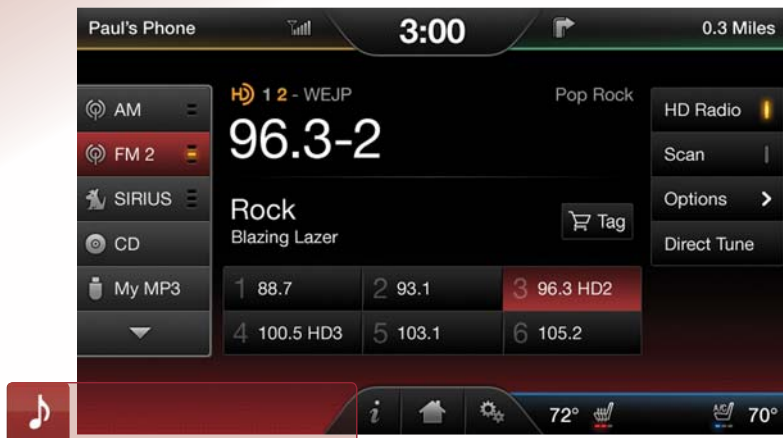 Paul's Phone
3:00
0.3 Miles
AM
FM 2
SIRIUS
CD
My MP3
HD 1 2 - WEJP
Pop Rock
96.3-2
Rock
Blazing Lazer
Tag
1 88.7
2 93.1
3 96.3 HD2
4 100.5 HD3
5 103.1
6 105.2
HD Radio
Scan
Options
Direct Tune
i
72°
A/C
70°